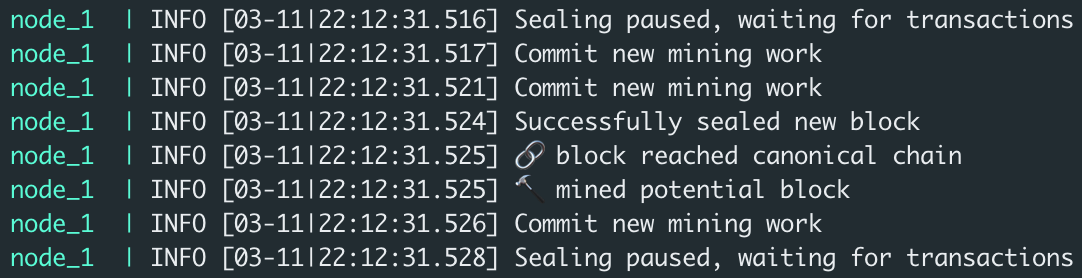 node_1 | INFO [03-11|22:12:31.516] Sealing paused, waiting for transactions
node_1 | INFO [03-11|22:12:31.517] Commit new mining work
node_1 | INFO [03-11|22:12:31.521] Commit new mining work
node_1 | INFO [03-11|22:12:31.524] Successfully sealed new block
node_1 | INFO [03-11|22:12:31.525] 🔗 block reached canonical chain
node_1 | INFO [03-11|22:12:31.525] 🔨 mined potential block
node_1 | INFO [03-11|22:12:31.526] Commit new mining work
node_1 | INFO [03-11|22:12:31.528] Sealing paused, waiting for transactions